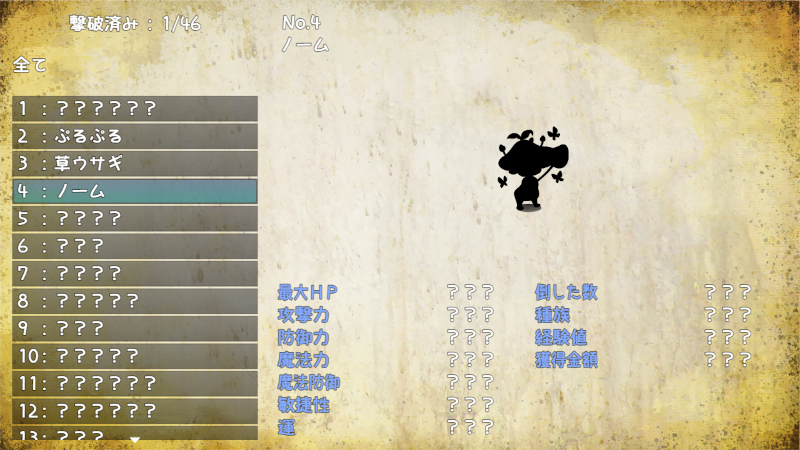 撃破済み : 1/46
No.4
ノーム
全て
1 : ??????
2 : ぷるぷる
3 : 草ウサギ
4 : ノーム
5 : ????
6 : ???
7 : ????
8 : ?????
9 : ???
10: ?????
11: ??????
12: ??????
13: ???
最大HP ??? 倒した数 ???
攻撃力 ??? 種族 ???
防御力 ??? 経験値 ???
魔法力 ??? 獲得金額 ???
魔法防御 ???
敏捷性 ???
運 ???